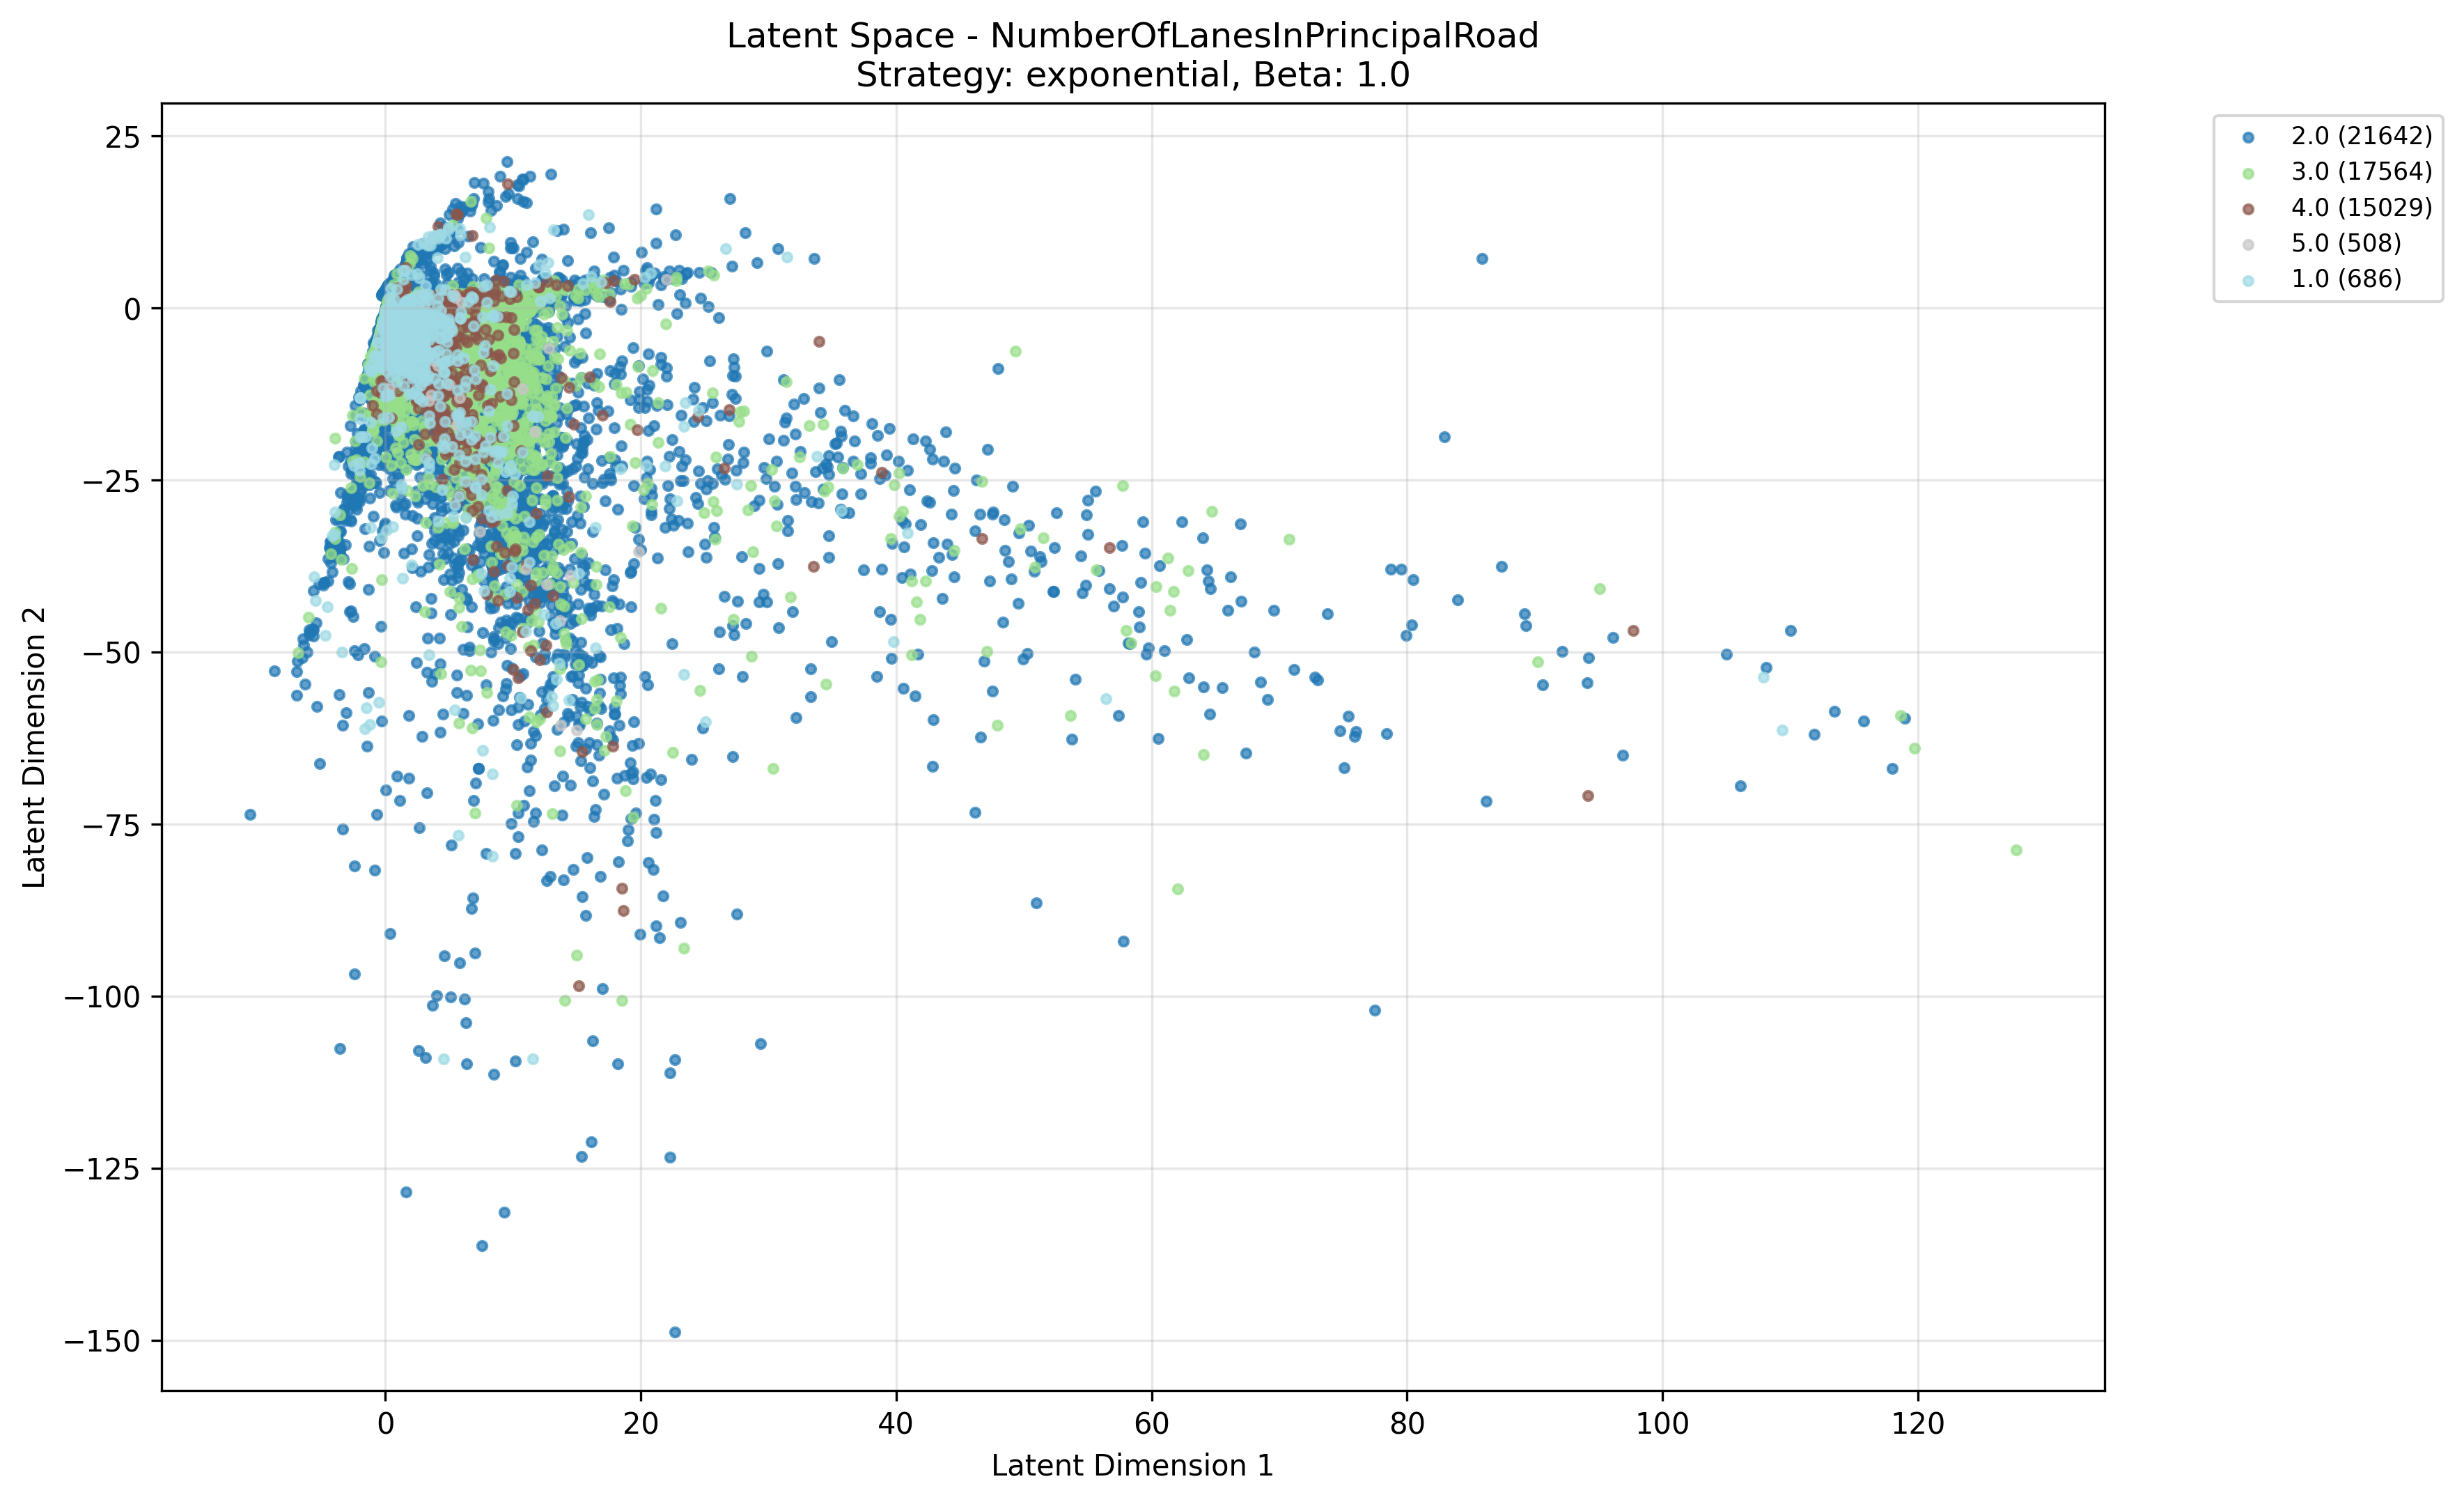 Latent Space - NumberOfLanesInPrincipalRoad
Strategy: exponential, Beta: 1.0
2.0 (21642)
3.0 (17564)
4.0 (15029)
5.0 (508)
1.0 (686)
25
0
−25
−50
−75
−100
−125
−150
Latent Dimension 2
0 20 40 60 80 100 120
Latent Dimension 1